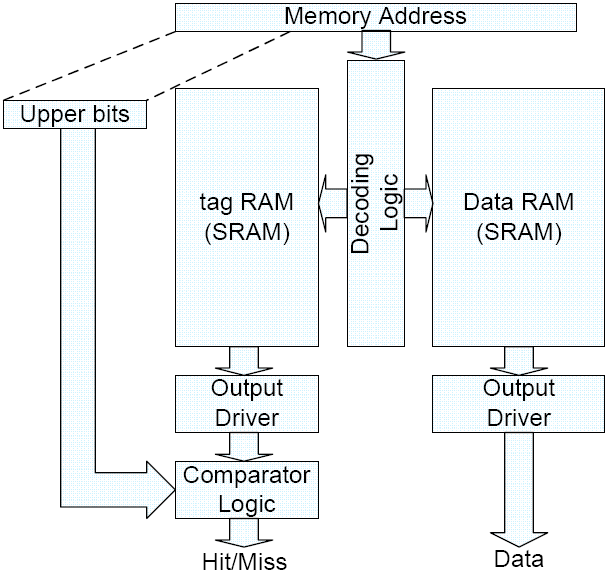 Memory Address
Upper bits
tag RAM
(SRAM)
Decoding
Logic
Data RAM
(SRAM)
Output
Driver
Output
Driver
Comparator
Logic
Hit/Miss
Data